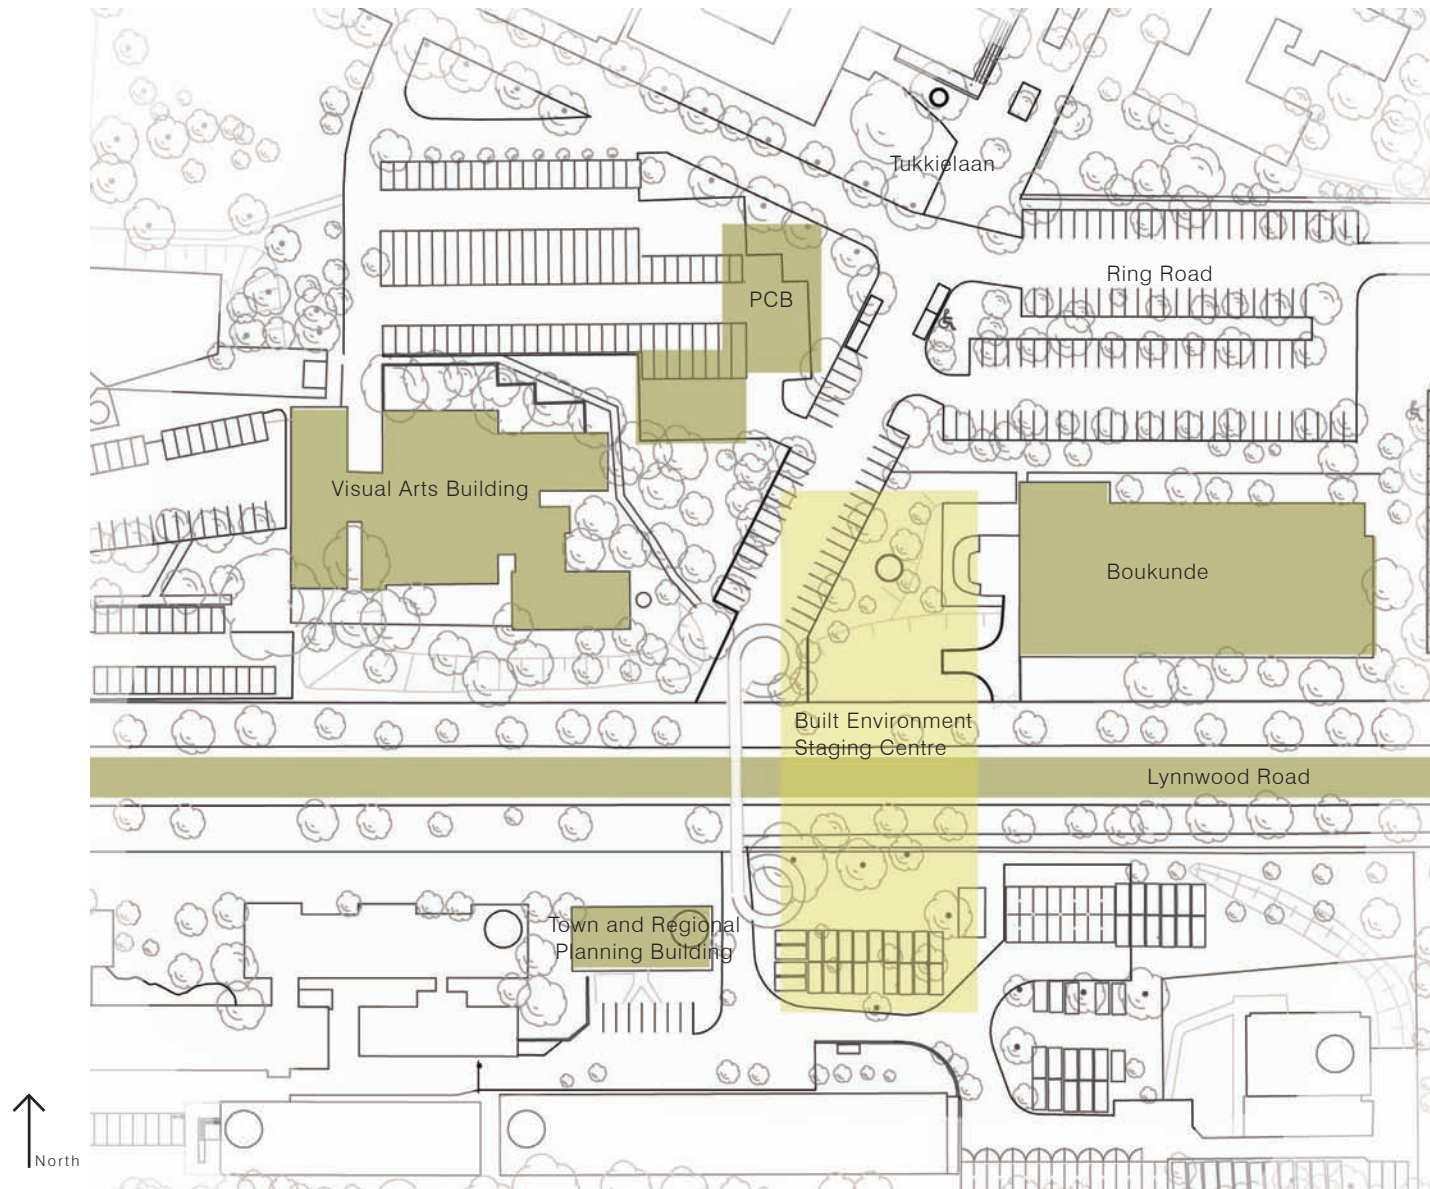 Tukkielaan
Ring Road
PCB
Visual Arts Building
Boukunde
Built Environment
Staging Centre
Lynnwood Road
Town and Regional
Planning Building
North